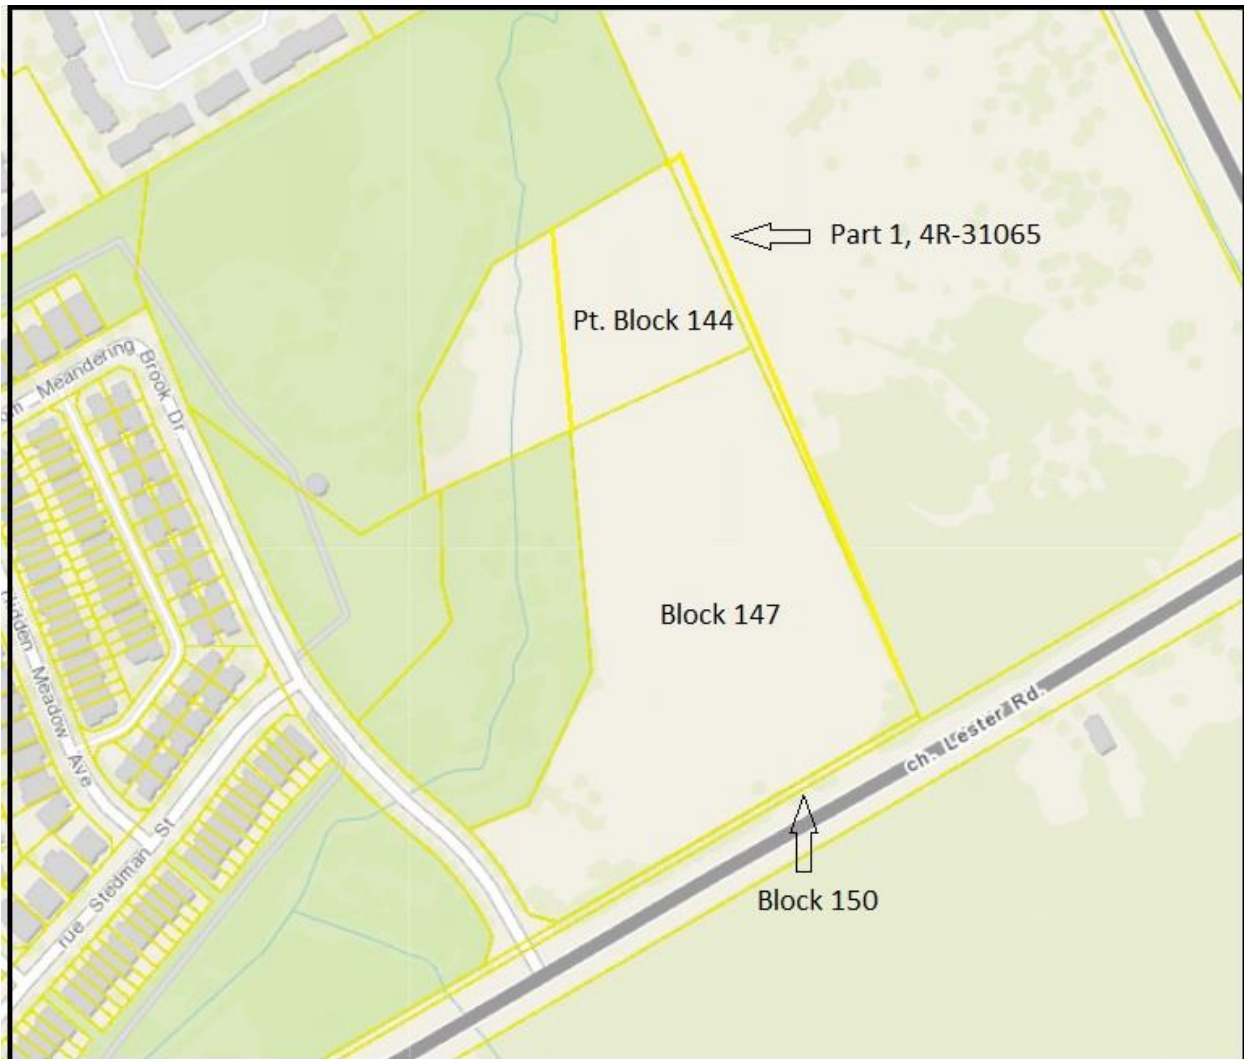 Part 1, 4R-31065
Pt. Block 144
Meandering Brook Dr
Block 147
Hidden Meadow Ave
ch. Lester Rd.
rue Stedman St
Block 150